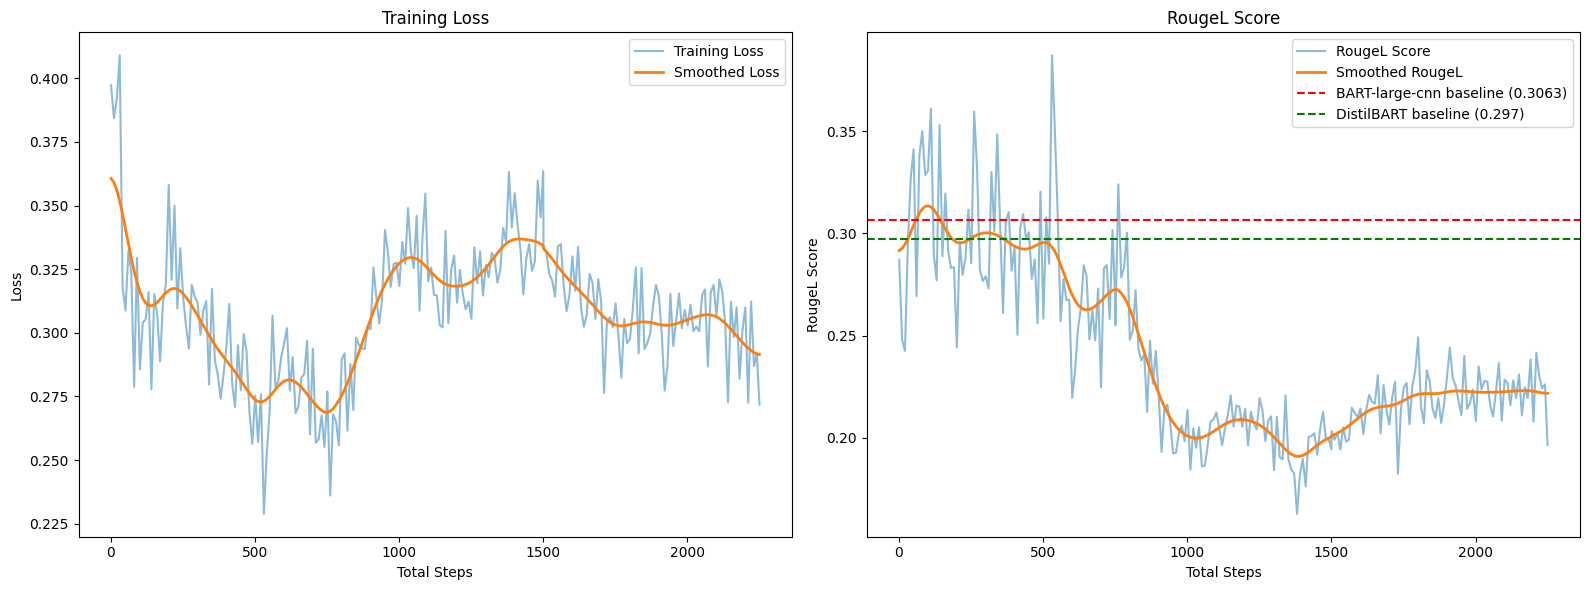 Training Loss
Training Loss
Smoothed Loss
0.400
0.375
0.350
0.325
0.300
0.275
0.250
0.225
Loss
0
500
1000
1500
2000
Total Steps
RougeL Score
RougeL Score
Smoothed RougeL
BART-large-cnn baseline (0.3063)
DistilBART baseline (0.297)
0.35
0.30
0.25
0.20
RougeL Score
0
500
1000
1500
2000
Total Steps